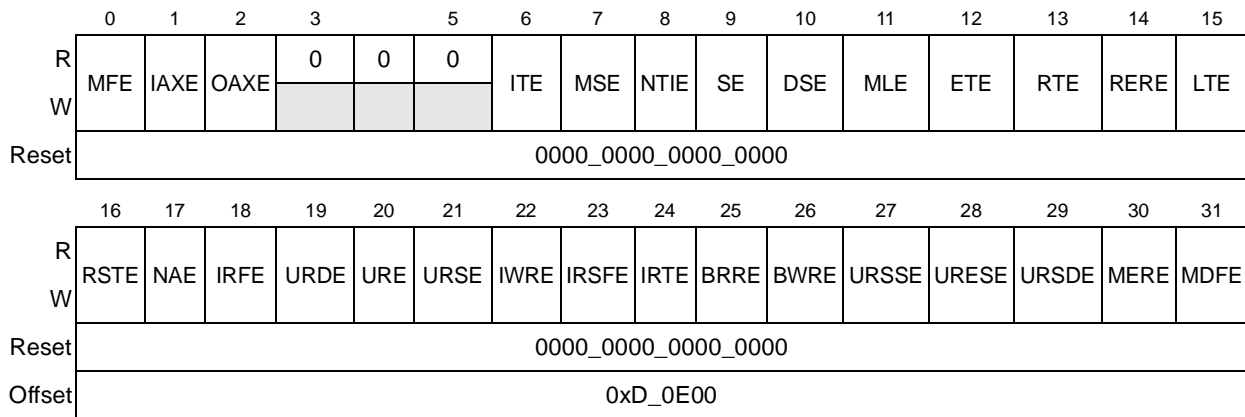 0 1 2 3 5 6 7 8 9 10 11 12 13 14 15
R 0 0 0
MFE IAXE OAXE ITE MSE NTIE SE DSE MLE ETE RTE RERE LTE
W
Reset 0000_0000_0000_0000
16 17 18 19 20 21 22 23 24 25 26 27 28 29 30 31
R
RSTE NAE IRFE URDE URE URSE IWRE IRSFE IRTE BRRE BWRE URSSE URESE URSDE MERE MDFE
W
Reset 0000_0000_0000_0000
Offset 0xD_0E00